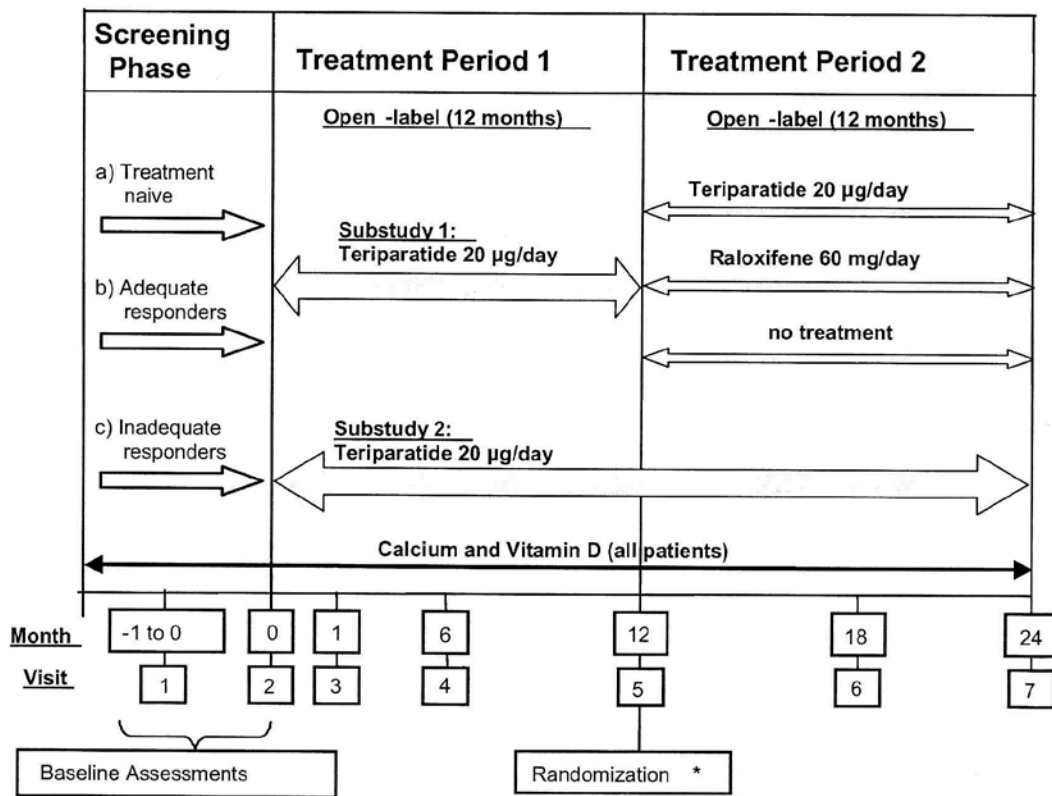 Screening
Phase
Treatment Period 1
Treatment Period 2
Open -label (12 months)
Open -label (12 months)
a) Treatment
naive
Teriparatide 20 µg/day
Substudy 1:
Teriparatide 20 µg/day
Raloxifene 60 mg/day
b) Adequate
responders
no treatment
c) Inadequate
responders
Substudy 2:
Teriparatide 20 µg/day
Calcium and Vitamin D (all patients)
Month -1 to 0 0 1 6 12 18 24
Visit 1 2 3 4 5 6 7
Baseline Assessments
Randomization *